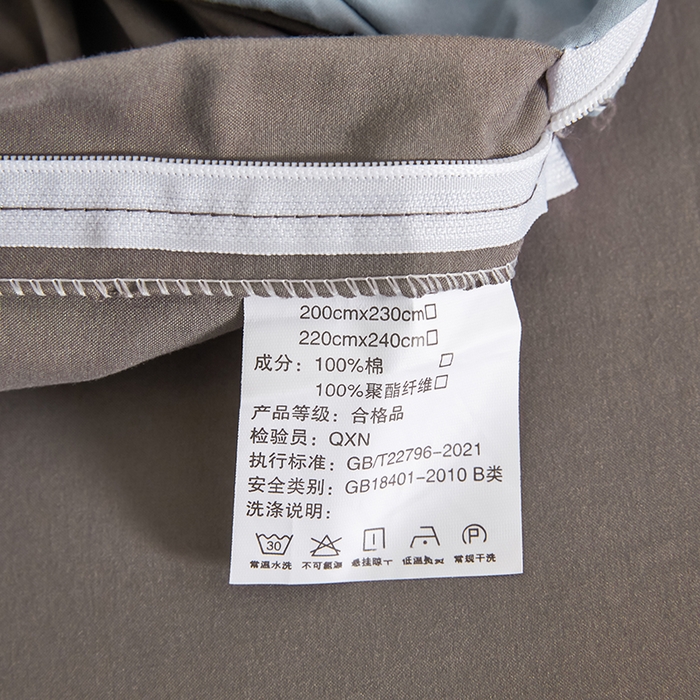 200cmx230cm□
220cmx240cm□
成分：100%棉 □
100%聚酯纤维□
产品等级：合格品
检验员：QXN
执行标准：GB/T22796-2021
安全类别：GB18401-2010 B类
洗涤说明：
30 P
常温水洗 不可氯漂 悬挂晾干 低温熨烫 常规干洗